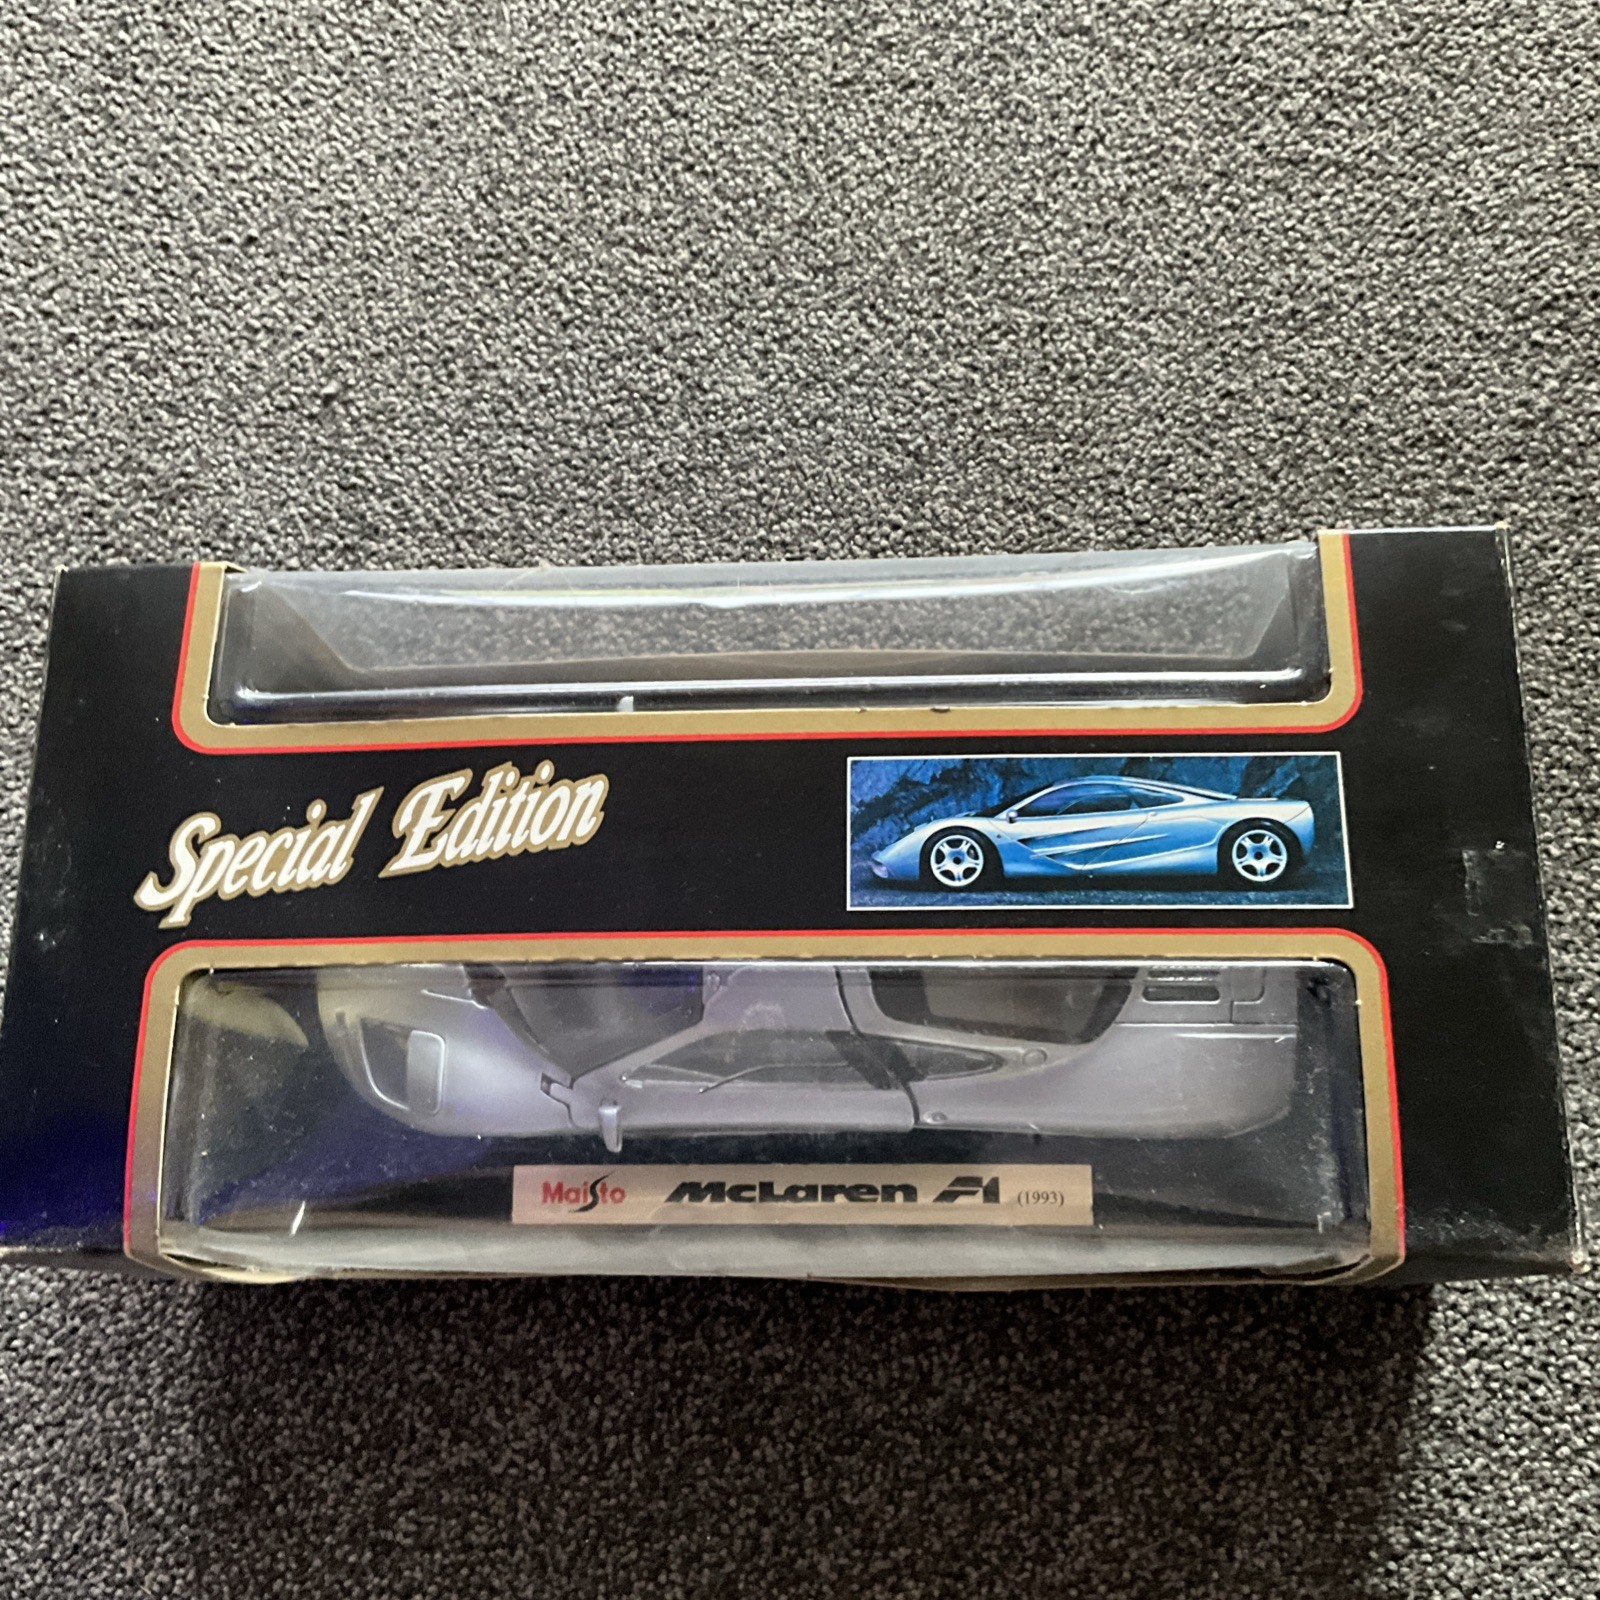 Special Edition
Maisto McLaren F1 (1993)